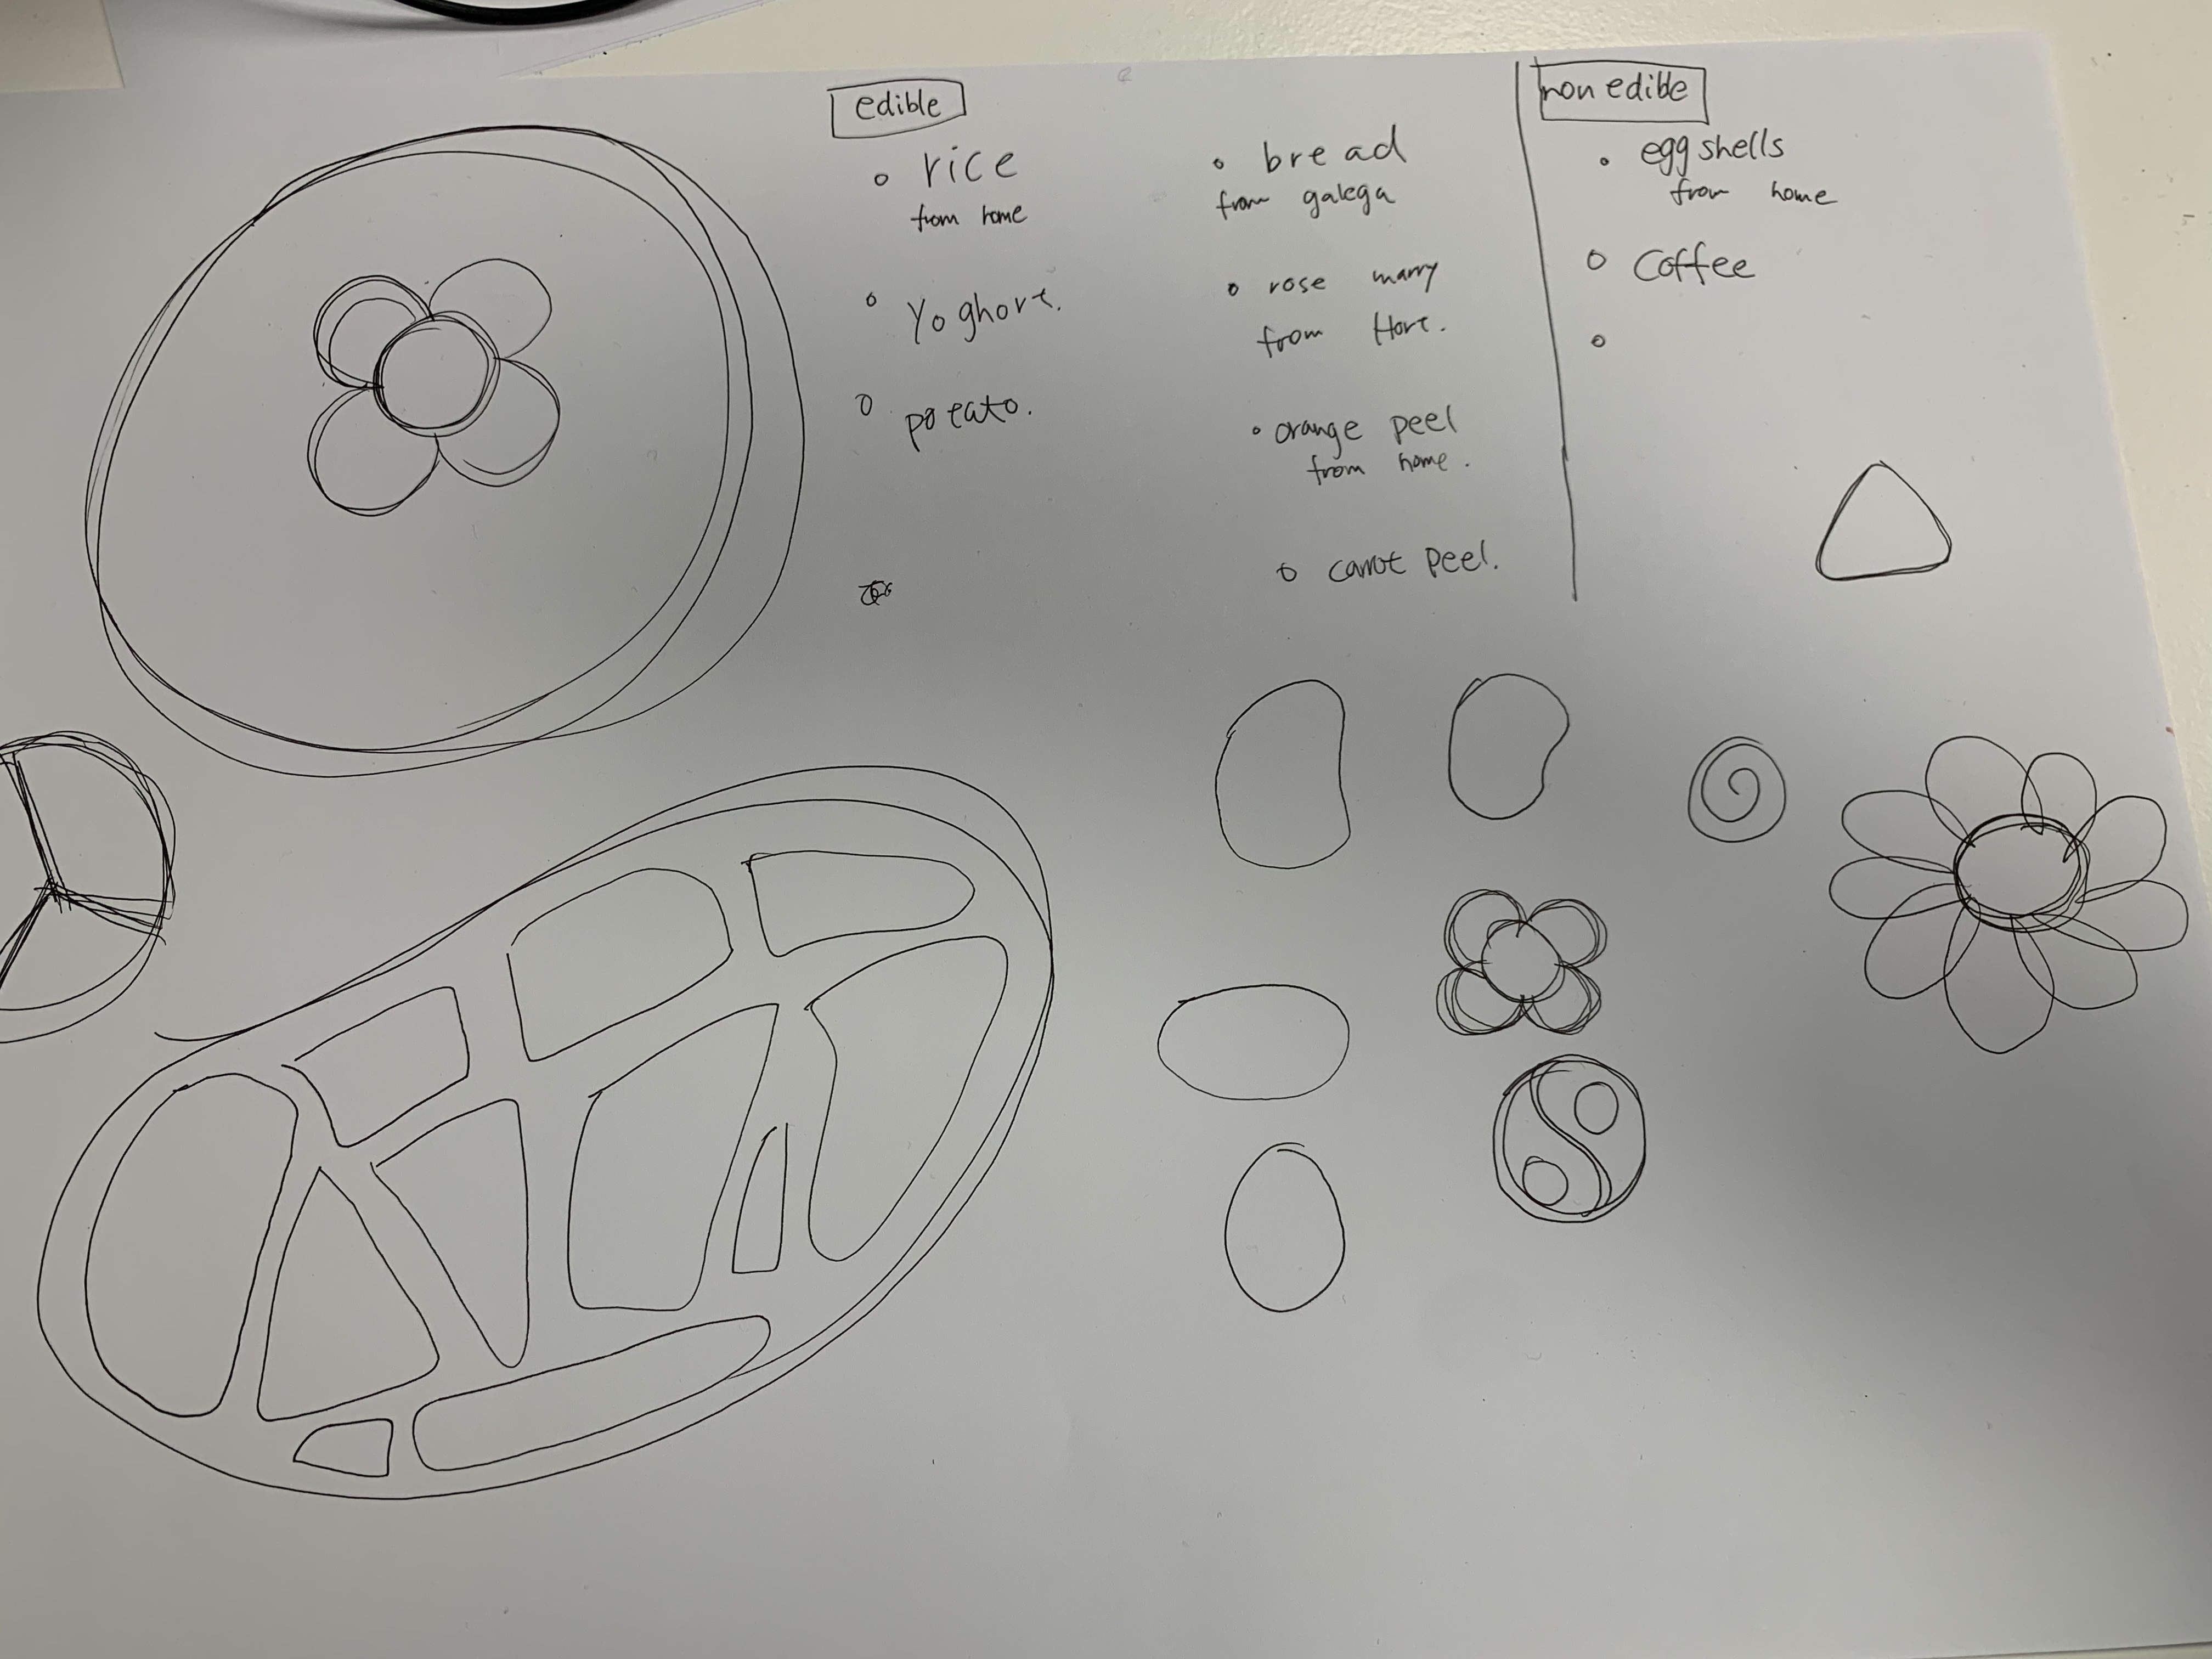 edible
rice
from home
Yoghort.
potato.
bread
from galega
rose marry
from Hort.
orange peel
from home.
carrot peel.
non edible
egg shells
from home
Coffee